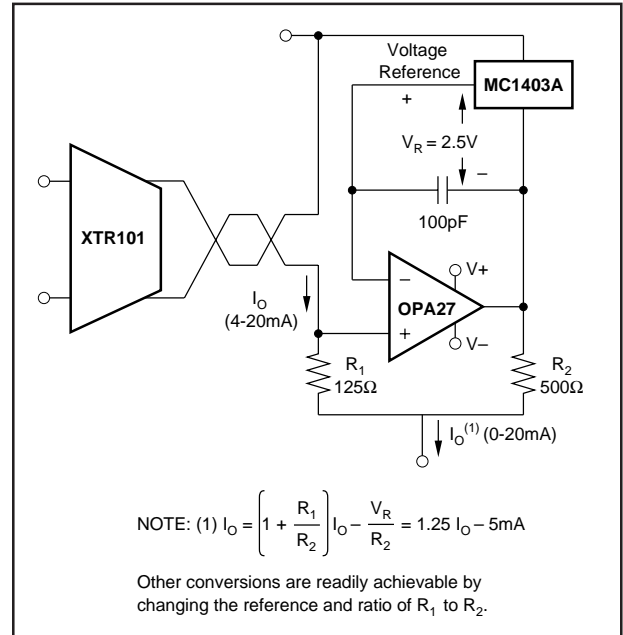 Voltage
Reference
MC1403A
+
V_R = 2.5V
–
100pF
XTR101
–
V+
OPA27
I_O
(4-20mA)
+
V–
R_1
125Ω
R_2
500Ω
I_O^(1) (0-20mA)
NOTE: (1) I_O = (1 + R_1/R_2) I_O – V_R/R_2 = 1.25 I_O – 5mA
Other conversions are readily achievable by
changing the reference and ratio of R_1 to R_2.